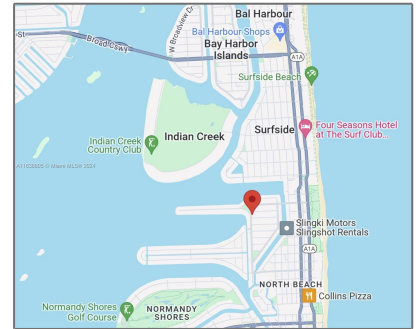 Bal Harbour
Bal Harbour Shops
W Broadview Dr
St
Broad Cswy
Bay Harbor
Islands
A1A
Surfside Beach
Indian Creek
Surfside
Four Seasons Hotel
at The Surf Club...
Indian Creek
Country Club
Miami MLS® 2024
Slingki Motors
Slingshot Rentals
A1A
NORTH BEACH
Collins Pizza
Normandy Shores
Golf Course
NORMANDY
SHORES